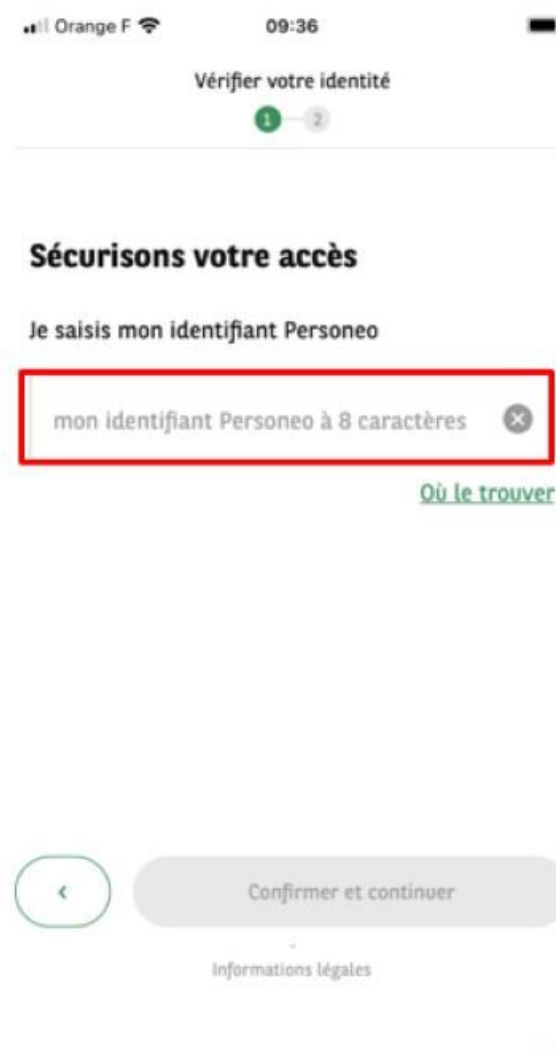 Orange F 09:36
Vérifier votre identité
1 2
Sécurisons votre accès
Je saisis mon identifiant Personeo
mon identifiant Personeo à 8 caractères
Où le trouver
Confirmer et continuer
Informations légales